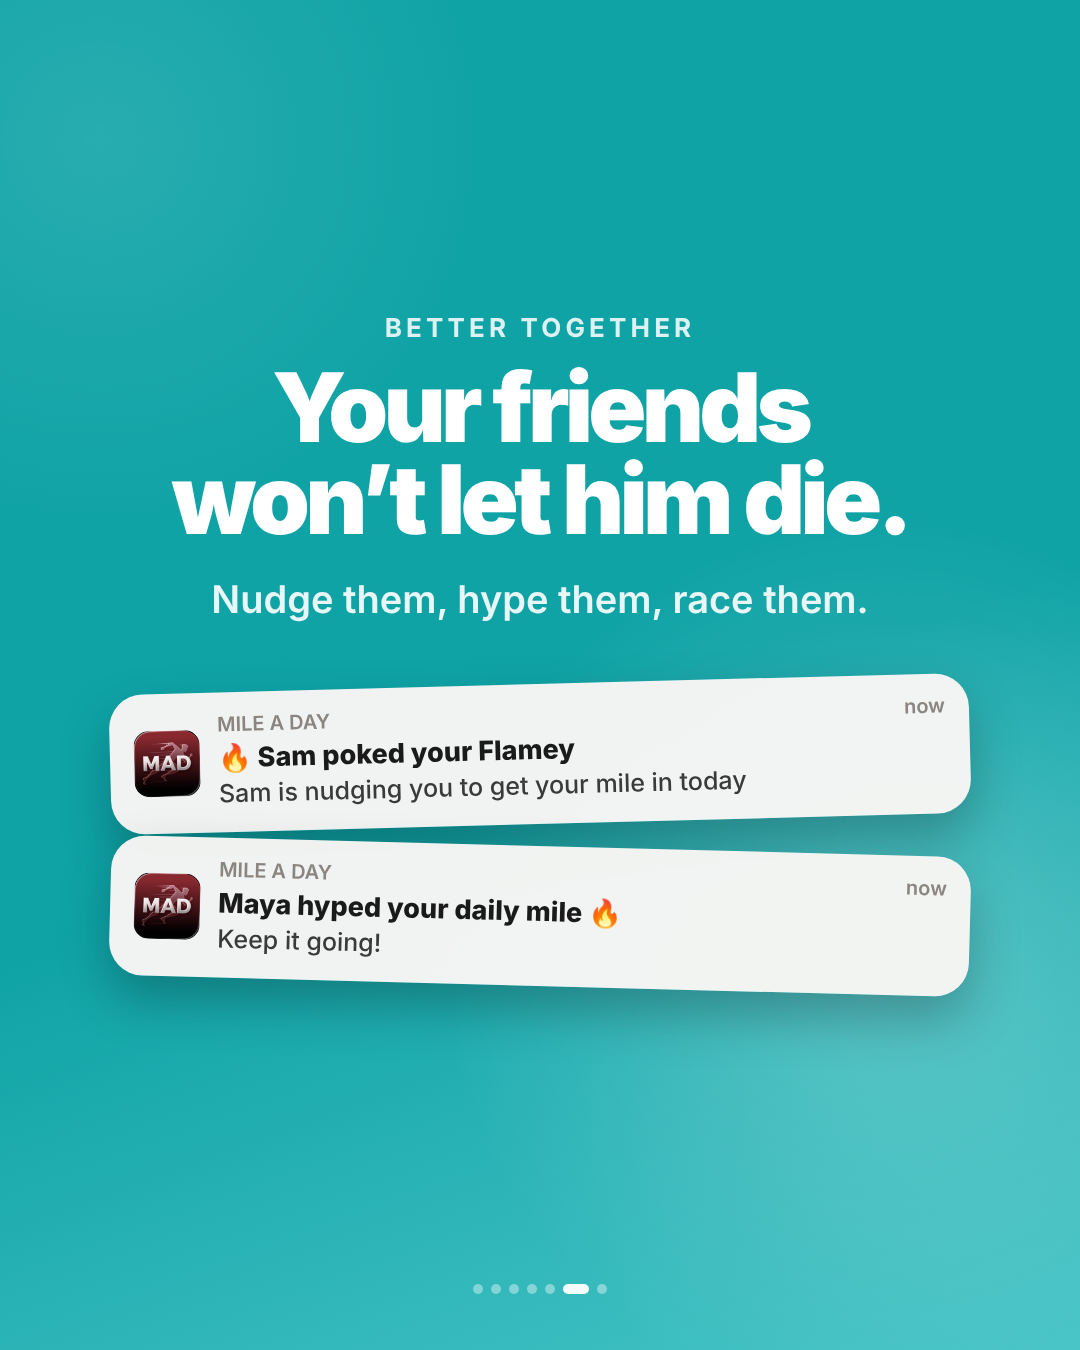 BETTER TOGETHER
Your friends
won’t let him die.
Nudge them, hype them, race them.
MILE A DAY
now
MAD
🔥 Sam poked your Flamey
Sam is nudging you to get your mile in today
MILE A DAY
now
MAD
Maya hyped your daily mile 🔥
Keep it going!